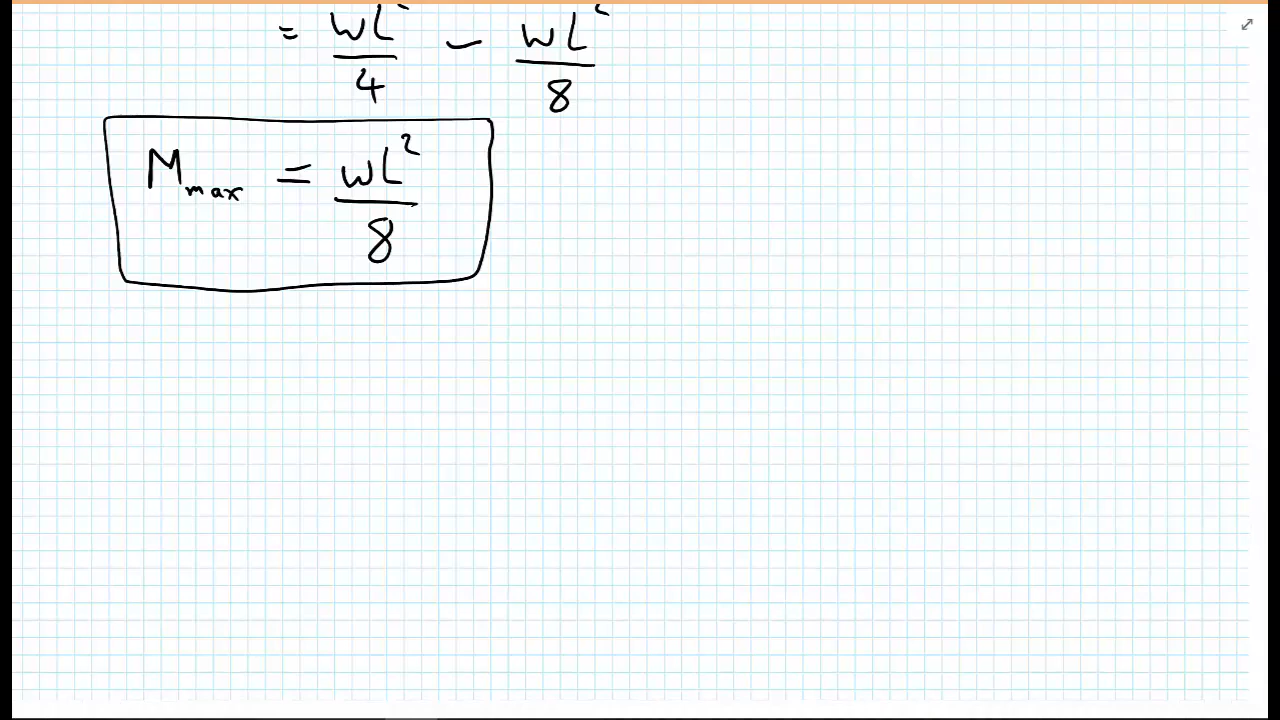 = wL²/4 - wL²/8
M_max = wL²/8